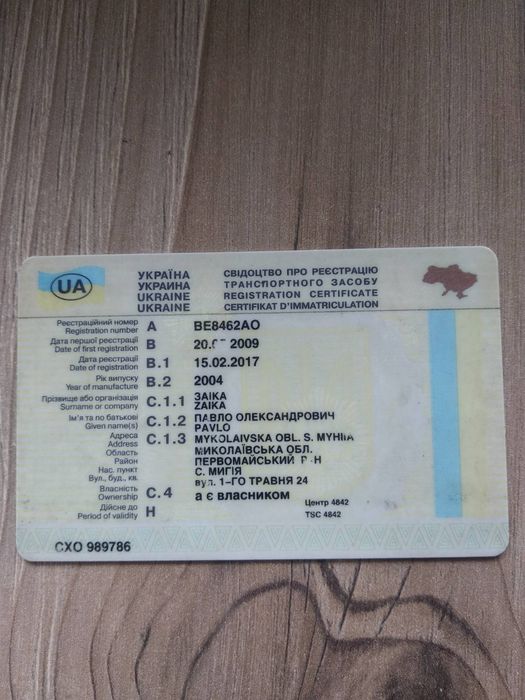 UA
УКРАЇНА
УКРАИНА
UKRAINE
UKRAINE
СВІДОЦТВО ПРО РЕЄСТРАЦІЮ
ТРАНСПОРТНОГО ЗАСОБУ
REGISTRATION CERTIFICATE
CERTIFIKAT D'IMMATRICULATION
Реєстраційний номер
Registration number
A
BE8462AO
Дата першої реєстрації
Date of first registration
B
2009
Дата реєстрації
Date of registration
B.1
15.02.2017
Рік випуску
Year of manufacture
B.2
2004
Прізвище або організація
Surname or company
C.1.1
ЗАІКА
ZAIKA
Ім'я та по батькові
Given name(s)
C.1.2
ПАВЛО ОЛЕКСАНДРОВИЧ
PAVLO
Адреса
Address
Область
Район
Нас. пункт
Вул., буд., кв.
C.1.3
MYKOLAIVSKA OBL. S.
МИКОЛАЇВСЬКА ОБЛ.
ПЕРВОМАЙСЬКИЙ
С. МИГІЯ
вул. 1-ГО ТРАВНЯ 24
Власність
Ownership
C.4
а є власником
Дійсне до
Period of validity
H
Центр 4842
TSC 4842
CXO 989786